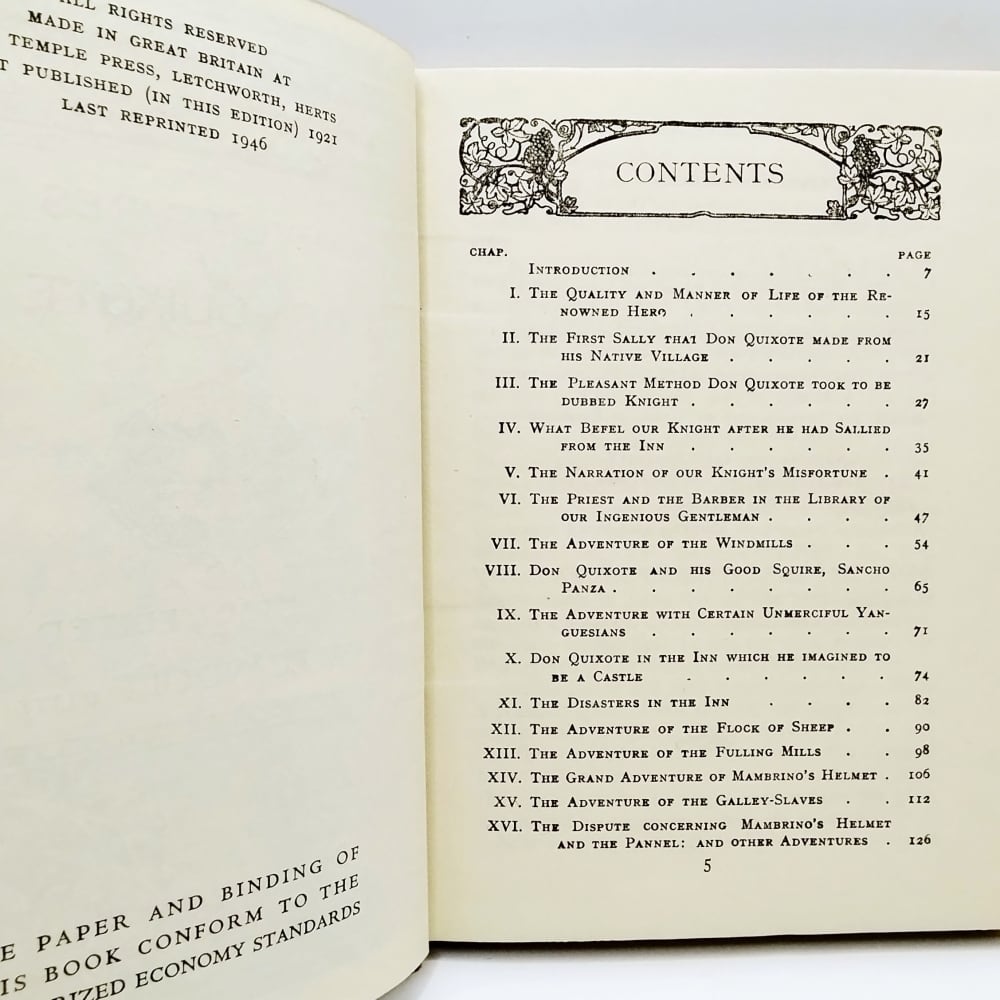 ALL RIGHTS RESERVED
MADE IN GREAT BRITAIN AT
TEMPLE PRESS, LETCHWORTH, HERTS
T PUBLISHED (IN THIS EDITION) 1921
LAST REPRINTED 1946
E PAPER AND BINDING OF
IS BOOK CONFORM TO THE
RIZED ECONOMY STANDARDS
CONTENTS
CHAP. PAGE
INTRODUCTION . . . . . . . 7
I. THE QUALITY AND MANNER OF LIFE OF THE RE-
NOWNED HERO . . . . . . 15
II. THE FIRST SALLY THAT DON QUIXOTE MADE FROM
HIS NATIVE VILLAGE . . . . . 21
III. THE PLEASANT METHOD DON QUIXOTE TOOK TO BE
DUBBED KNIGHT . . . . . . 27
IV. WHAT BEFEL OUR KNIGHT AFTER HE HAD SALLIED
FROM THE INN . . . . . . 35
V. THE NARRATION OF OUR KNIGHT'S MISFORTUNE . 41
VI. THE PRIEST AND THE BARBER IN THE LIBRARY OF
OUR INGENIOUS GENTLEMAN . . . . 47
VII. THE ADVENTURE OF THE WINDMILLS . . . 54
VIII. DON QUIXOTE AND HIS GOOD SQUIRE, SANCHO
PANZA . . . . . . . . 65
IX. THE ADVENTURE WITH CERTAIN UNMERCIFUL YAN-
GUESIANS . . . . . . . 71
X. DON QUIXOTE IN THE INN WHICH HE IMAGINED TO
BE A CASTLE . . . . . . 74
XI. THE DISASTERS IN THE INN . . . . 82
XII. THE ADVENTURE OF THE FLOCK OF SHEEP . . 90
XIII. THE ADVENTURE OF THE FULLING MILLS . . 98
XIV. THE GRAND ADVENTURE OF MAMBRINO'S HELMET . 106
XV. THE ADVENTURE OF THE GALLEY-SLAVES . . 112
XVI. THE DISPUTE CONCERNING MAMBRINO'S HELMET
AND THE PANNEL: AND OTHER ADVENTURES . 126
5